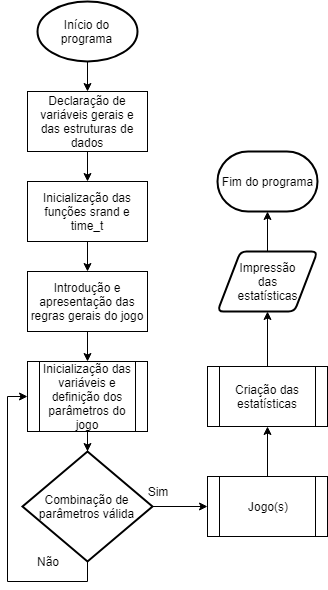 Início do
programa
Declaração de
variáveis gerais e
das estruturas de
dados
Inicialização das
funções srand e
time_t
Introdução e
apresentação das
regras gerais do jogo
Inicialização das
variáveis e
definição dos
parâmetros do
jogo
Combinação de
parâmetros válida
Não
Sim
Jogo(s)
Criação das
estatísticas
Impressão
das
estatísticas
Fim do programa